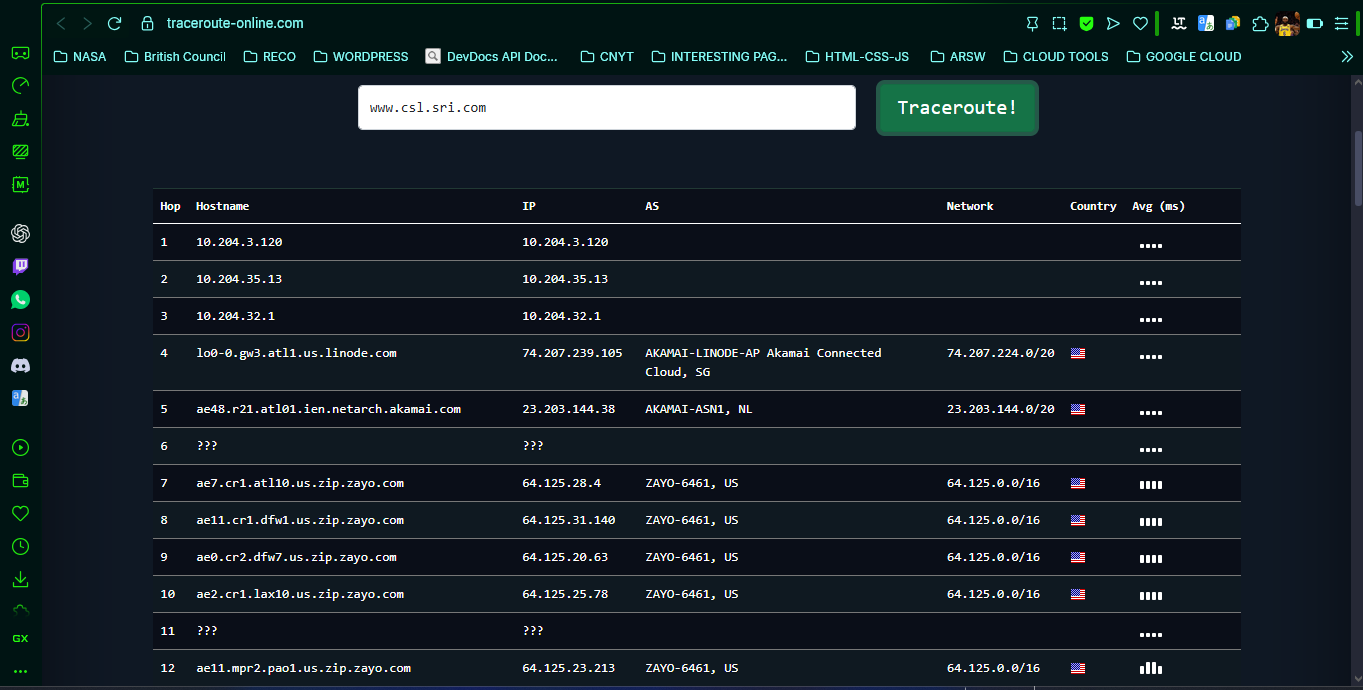 traceroute-online.com
NASA British Council RECO WORDPRESS DevDocs API Doc... CNYT INTERESTING PAG... HTML-CSS-JS ARSW CLOUD TOOLS GOOGLE CLOUD
www.csl.sri.com Traceroute!
Hop Hostname IP AS Network Country Avg (ms)
1 10.204.3.120 10.204.3.120
2 10.204.35.13 10.204.35.13
3 10.204.32.1 10.204.32.1
4 lo0-0.gw3.atl1.us.linode.com 74.207.239.105 AKAMAI-LINODE-AP Akamai Connected 74.207.224.0/20
Cloud, SG
5 ae48.r21.atl01.ien.netarch.akamai.com 23.203.144.38 AKAMAI-ASN1, NL 23.203.144.0/20
6 ??? ???
7 ae7.cr1.atl10.us.zip.zayo.com 64.125.28.4 ZAYO-6461, US 64.125.0.0/16
8 ae11.cr1.dfw1.us.zip.zayo.com 64.125.31.140 ZAYO-6461, US 64.125.0.0/16
9 ae0.cr2.dfw7.us.zip.zayo.com 64.125.20.63 ZAYO-6461, US 64.125.0.0/16
10 ae2.cr1.lax10.us.zip.zayo.com 64.125.25.78 ZAYO-6461, US 64.125.0.0/16
11 ??? ???
12 ae11.mpr2.pao1.us.zip.zayo.com 64.125.23.213 ZAYO-6461, US 64.125.0.0/16
M
GX